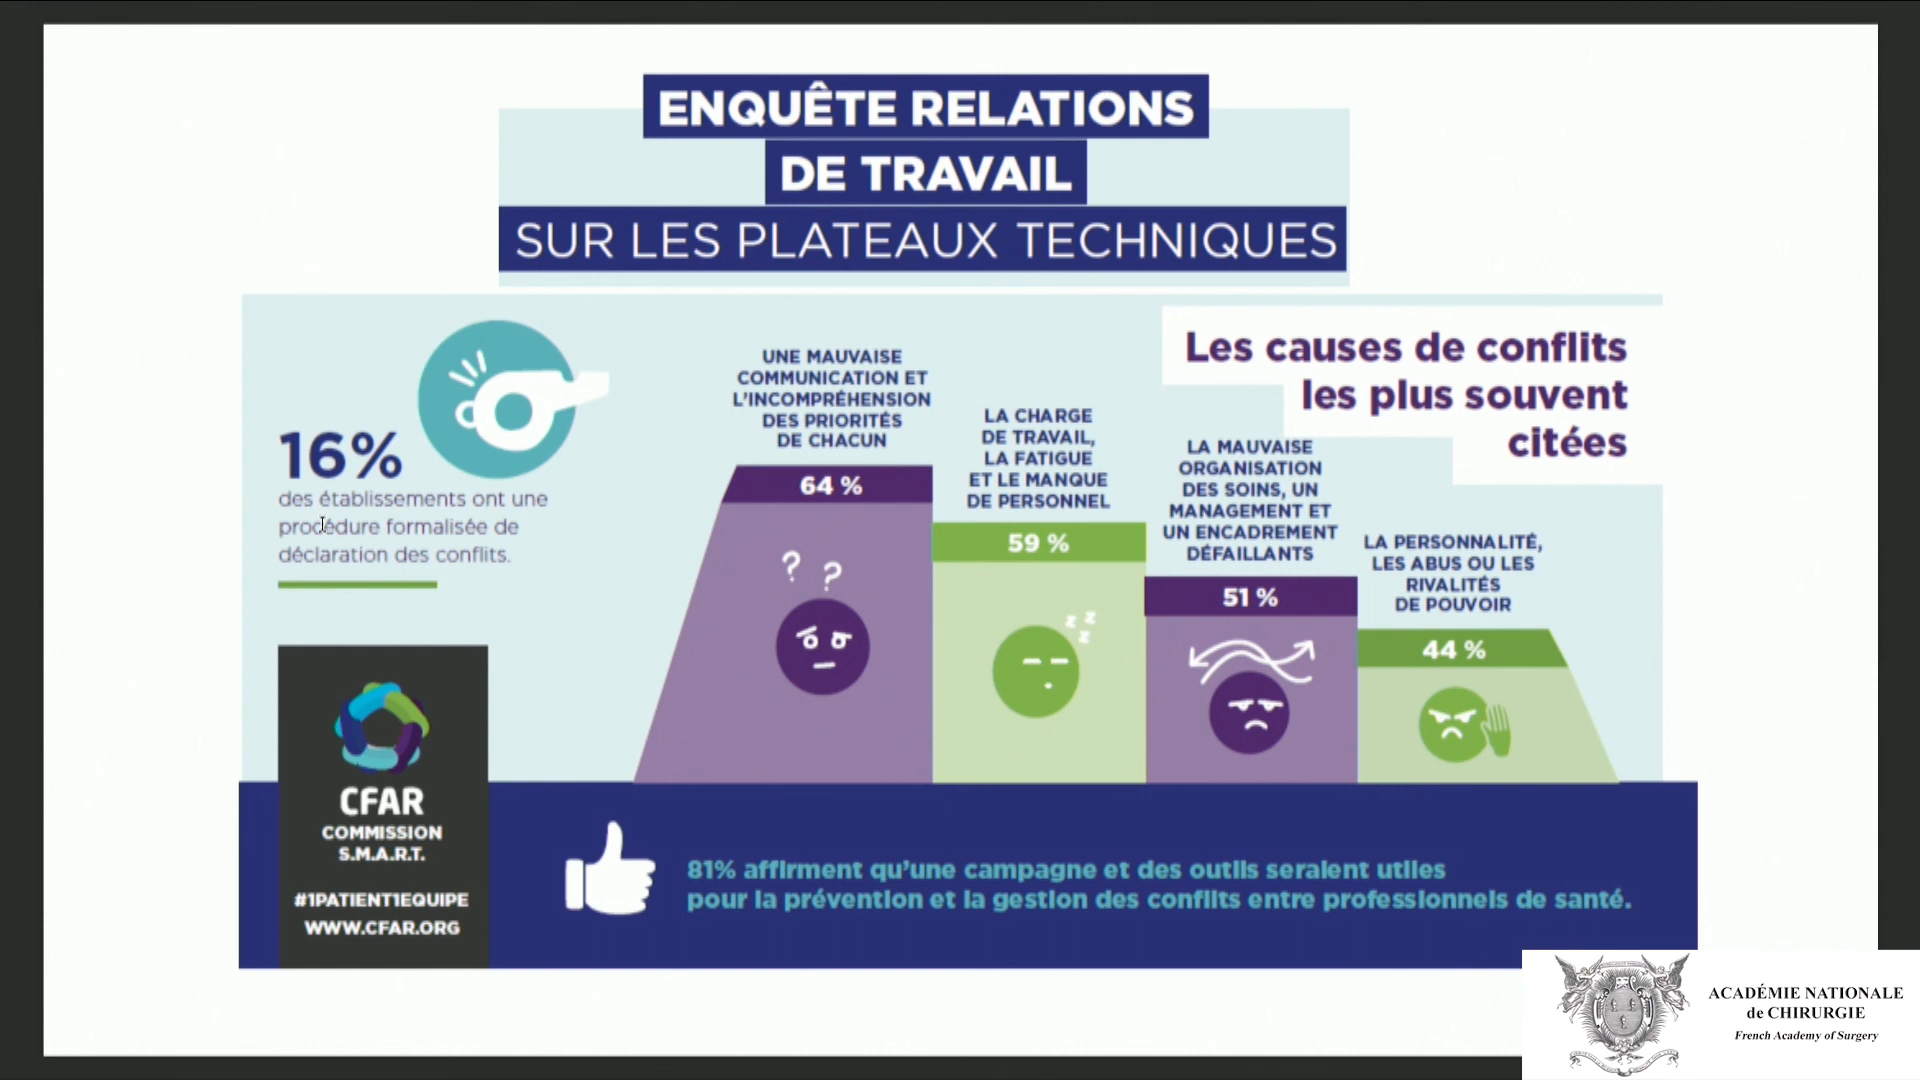 ENQUÊTE RELATIONS
DE TRAVAIL
SUR LES PLATEAUX TECHNIQUES
Les causes de conflits
les plus souvent
citées
16%
des établissements ont une
procédure formalisée de
déclaration des conflits.
UNE MAUVAISE
COMMUNICATION ET
L'INCOMPRÉHENSION
DES PRIORITÉS
DE CHACUN
64 %
? ?
LA CHARGE
DE TRAVAIL,
LA FATIGUE
ET LE MANQUE
DE PERSONNEL
59 %
z z
z
LA MAUVAISE
ORGANISATION
DES SOINS, UN
MANAGEMENT ET
UN ENCADREMENT
DÉFAILLANTS
51 %
LA PERSONNALITÉ,
LES ABUS OU LES
RIVALITÉS
DE POUVOIR
44 %
CFAR
COMMISSION
S.M.A.R.T.
#1PATIENT1EQUIPE
WWW.CFAR.ORG
81% affirment qu'une campagne et des outils seraient utiles
pour la prévention et la gestion des conflits entre professionnels de santé.
ACADÉMIE NATIONALE
de CHIRURGIE
French Academy of Surgery